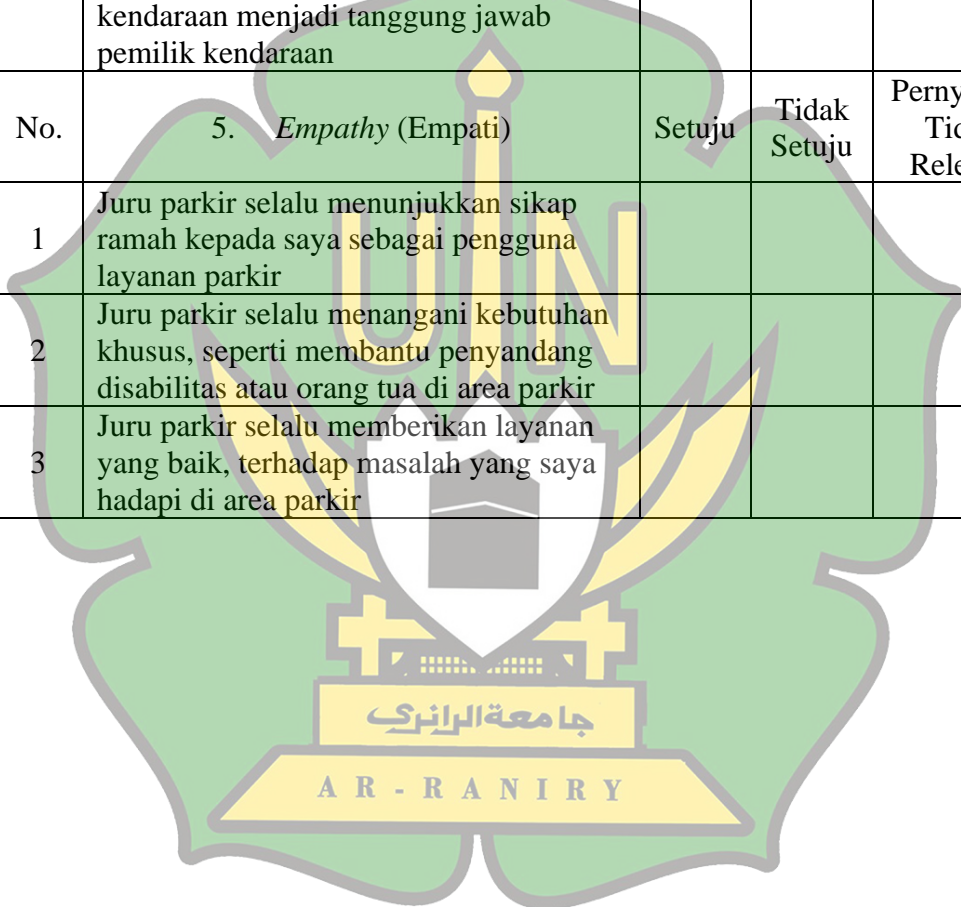 kendaraan menjadi tanggung jawab
pemilik kendaraan
No.
5. Empathy (Empati)
Setuju
Tidak
Setuju
1
Juru parkir selalu menunjukkan sikap
ramah kepada saya sebagai pengguna
layanan parkir
2
Juru parkir selalu menangani kebutuhan
khusus, seperti membantu penyandang
disabilitas atau orang tua di area parkir
3
Juru parkir selalu memberikan layanan
yang baik, terhadap masalah yang saya
hadapi di area parkir
UIN
جامعةالرانري
AR-RANIRY